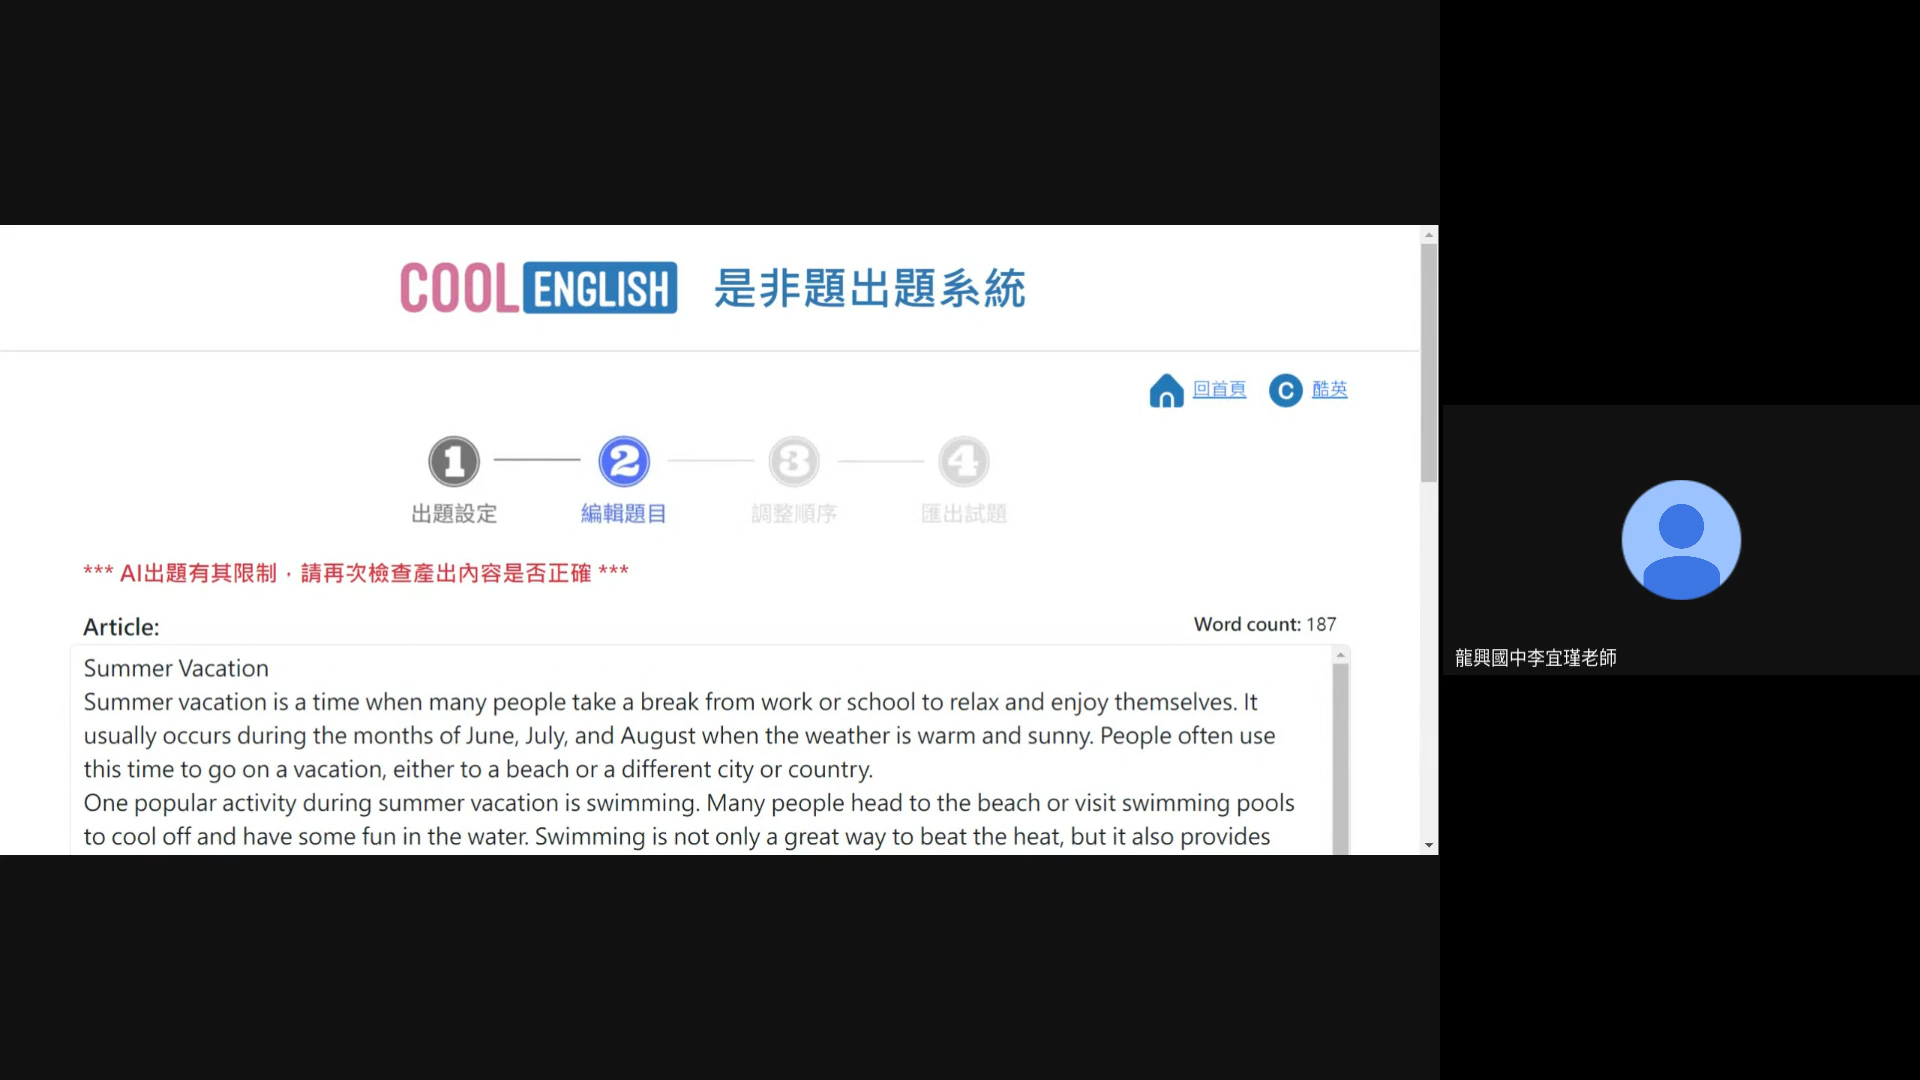 COOL ENGLISH 是非題出題系統
回首頁 C 酷英
1 2 3 4
出題設定 編輯題目 調整順序 匯出試題
*** AI出題有其限制，請再次檢查產出內容是否正確 ***
Article: Word count: 187
Summer Vacation
Summer vacation is a time when many people take a break from work or school to relax and enjoy themselves. It
usually occurs during the months of June, July, and August when the weather is warm and sunny. People often use
this time to go on a vacation, either to a beach or a different city or country.
One popular activity during summer vacation is swimming. Many people head to the beach or visit swimming pools
to cool off and have some fun in the water. Swimming is not only a great way to beat the heat, but it also provides
龍興國中李宜瑾老師